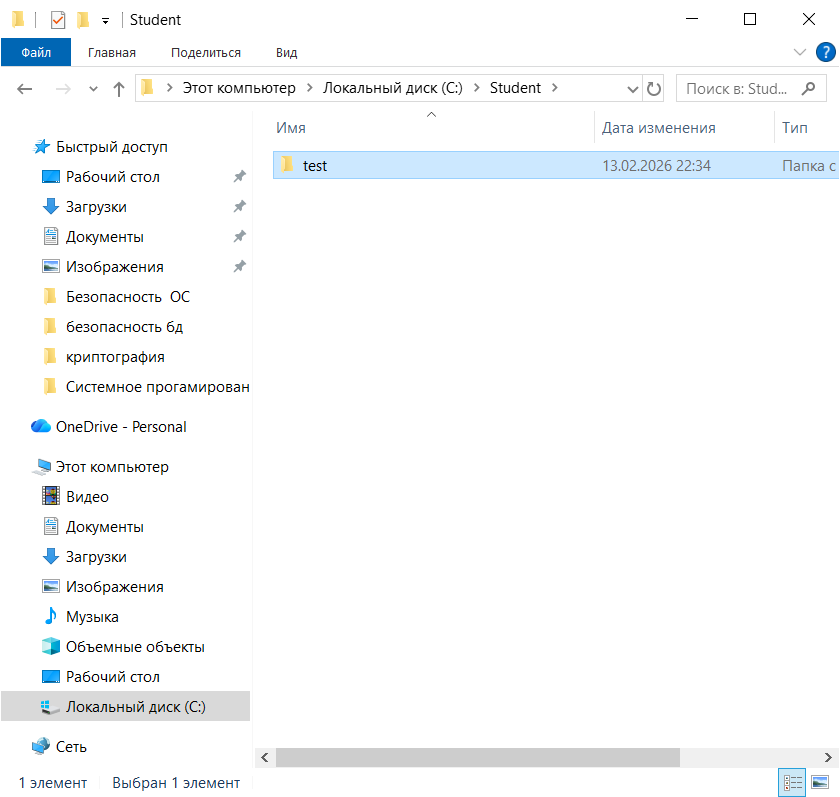 Student
Файл Главная Поделиться Вид
Этот компьютер Локальный диск (C:) Student Поиск в: Stud...
Имя Дата изменения Тип
test 13.02.2026 22:34 Папка с
Быстрый доступ
Рабочий стол
Загрузки
Документы
Изображения
Безопасность  ОС
безопасность бд
криптография
Системное прогамирован
OneDrive - Personal
Этот компьютер
Видео
Документы
Загрузки
Изображения
Музыка
Объемные объекты
Рабочий стол
Локальный диск (C:)
Сеть
1 элемент Выбран 1 элемент